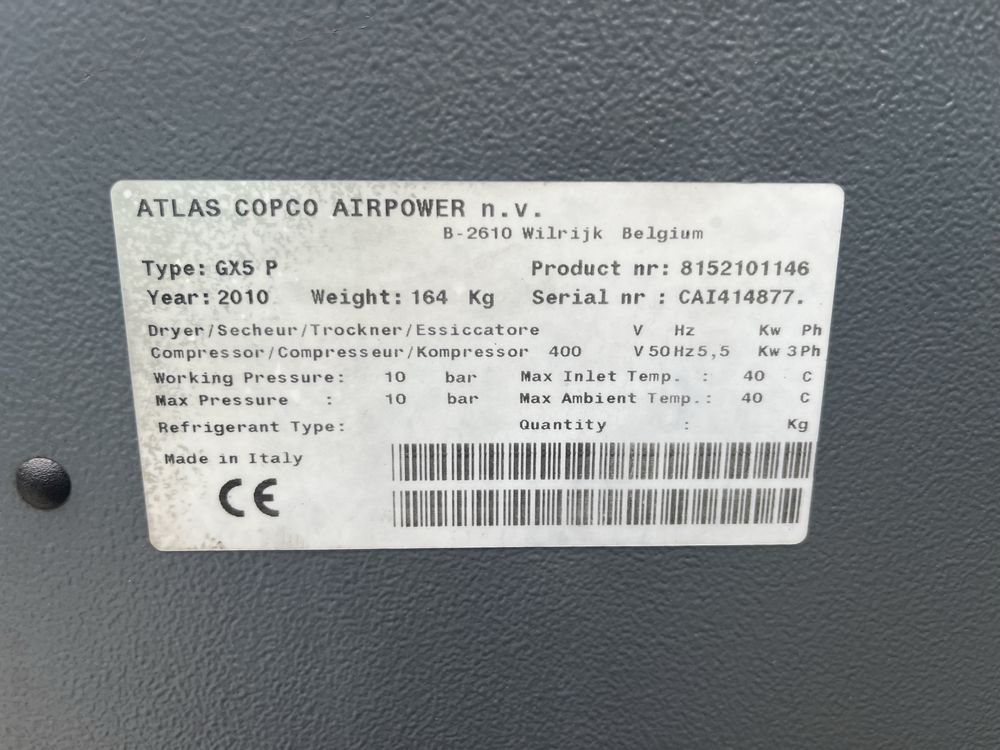 ATLAS COPCO AIRPOWER n.v.
B-2610 Wilrijk Belgium
Type: GX5 P Product nr: 8152101146
Year: 2010 Weight: 164 Kg Serial nr : CAI414877.
Dryer/Secheur/Trockner/Essiccatore V Hz Kw Ph
Compressor/Compresseur/Kompressor 400 V 50 Hz 5,5 Kw 3 Ph
Working Pressure: 10 bar Max Inlet Temp. : 40 C
Max Pressure : 10 bar Max Ambient Temp.: 40 C
Refrigerant Type: Quantity : Kg
Made in Italy
CE